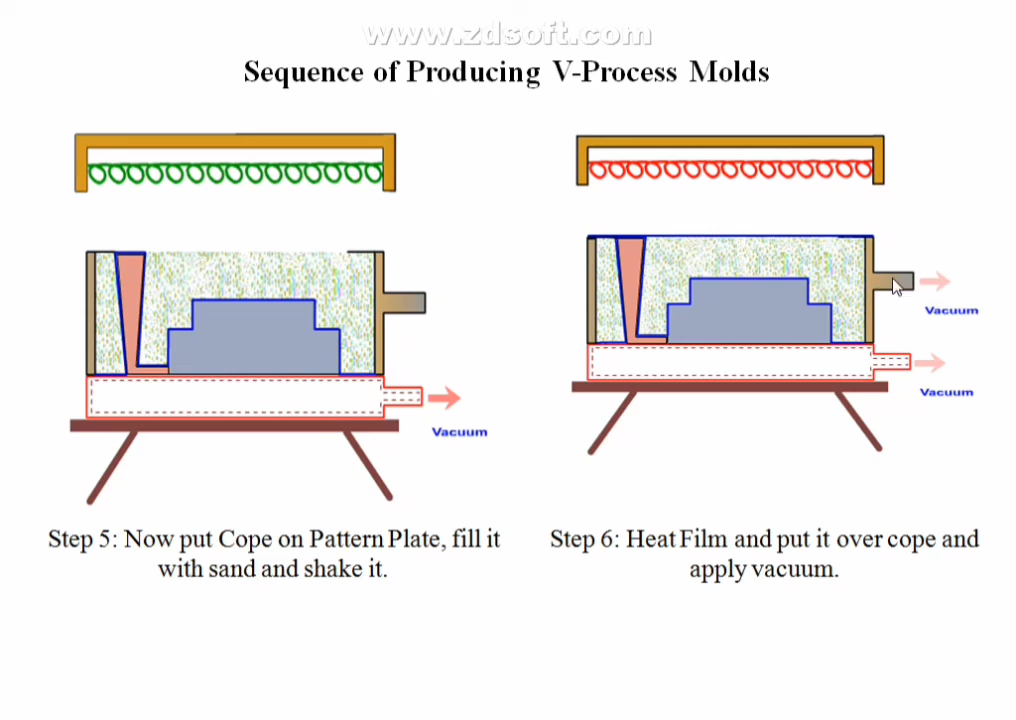 www.zdsoft.com
Sequence of Producing V-Process Molds
Vacuum
Vacuum
Vacuum
Step 5: Now put Cope on Pattern Plate, fill it
with sand and shake it.
Step 6: Heat Film and put it over cope and
apply vacuum.